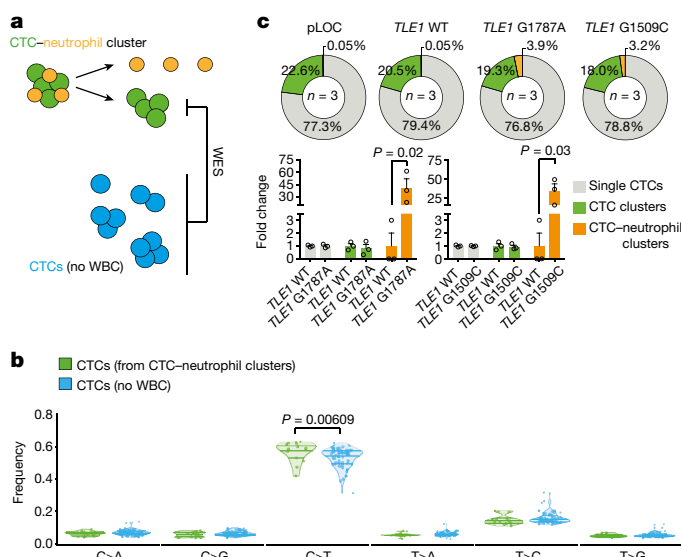 a
CTC–neutrophil cluster
WES
CTCs (no WBC)
c
pLOC
TLE1 WT
TLE1 G1787A
TLE1 G1509C
0.05%
0.05%
3.9%
3.2%
22.6%
20.5%
19.3%
18.0%
n = 3
n = 3
n = 3
n = 3
77.3%
79.4%
76.8%
78.8%
P = 0.02
P = 0.03
Fold change
75
60
45
30
3
2
1
0
75
50
25
3
2
1
0
TLE1 WT
TLE1 G1787A
TLE1 WT
TLE1 G1787A
TLE1 WT
TLE1 G1787A
TLE1 WT
TLE1 G1509C
TLE1 WT
TLE1 G1509C
TLE1 WT
TLE1 G1509C
Single CTCs
CTC clusters
CTC–neutrophil
clusters
b
CTCs (from CTC–neutrophil clusters)
CTCs (no WBC)
Frequency
0.8
0.6
0.4
0.2
0.0
P = 0.00609
C>A
C>G
C>T
T>A
T>C
T>G